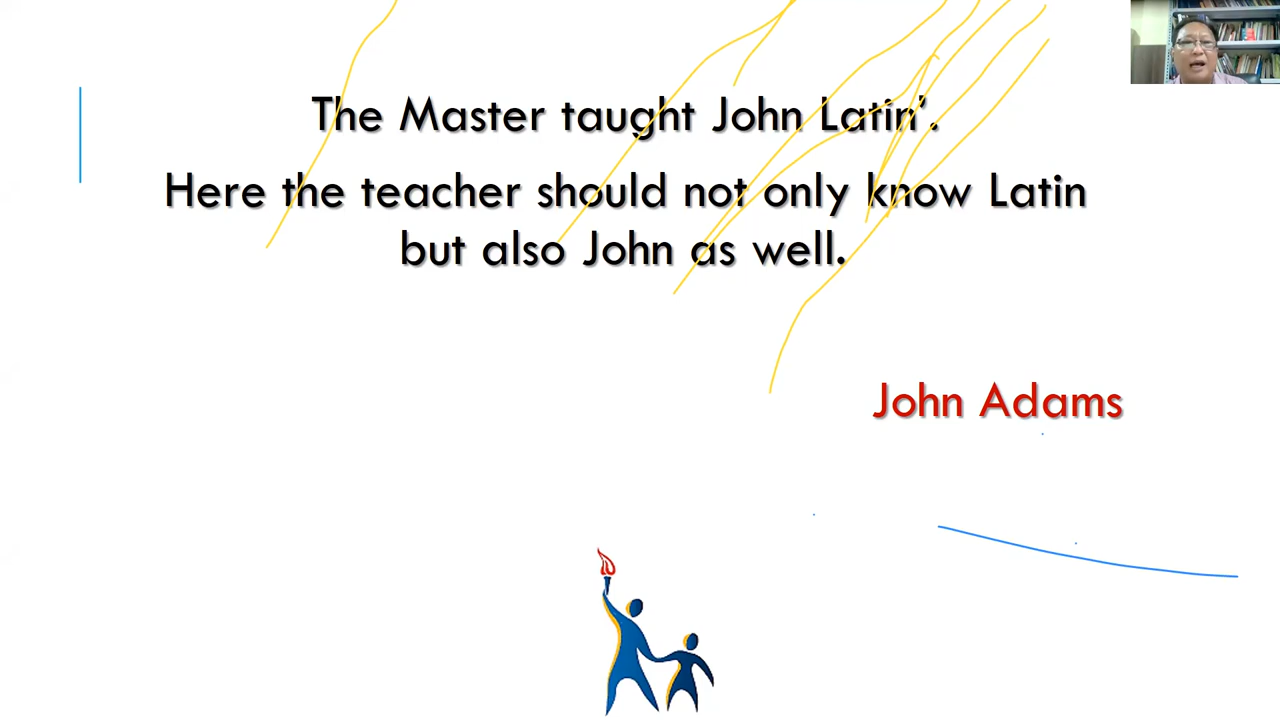 The Master taught John Latin’.
Here the teacher should not only know Latin
but also John as well.
John Adams